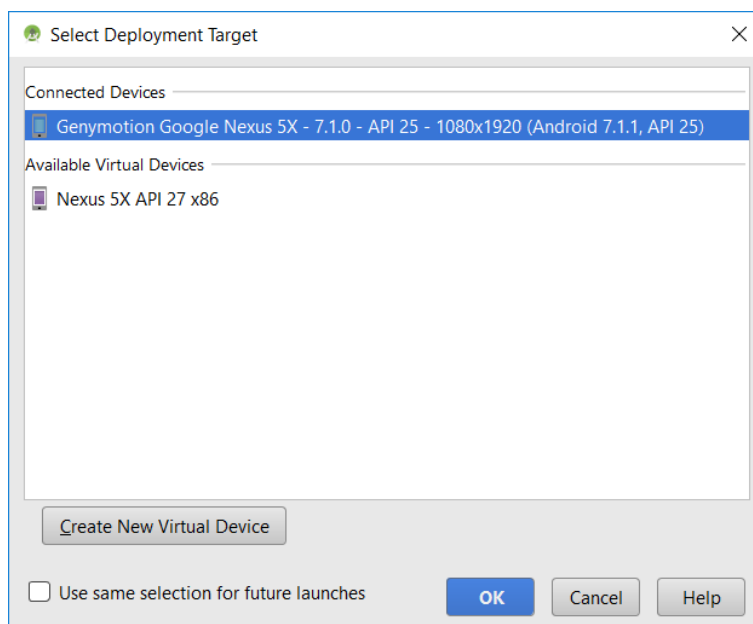 Select Deployment Target
Connected Devices
Genymotion Google Nexus 5X - 7.1.0 - API 25 - 1080x1920 (Android 7.1.1, API 25)
Available Virtual Devices
Nexus 5X API 27 x86
Create New Virtual Device
Use same selection for future launches
OK
Cancel
Help